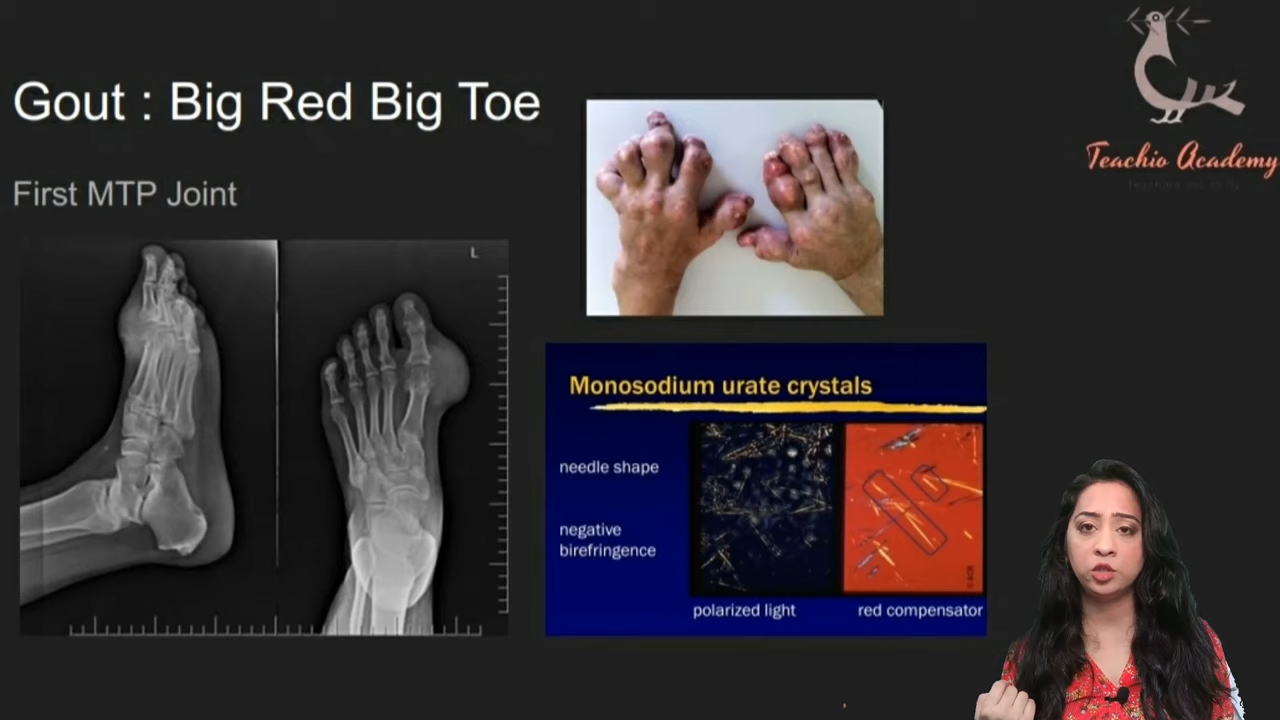 Gout : Big Red Big Toe
First MTP Joint
L
Monosodium urate crystals
needle shape
negative
birefringence
polarized light
red compensator
Teachio Academy